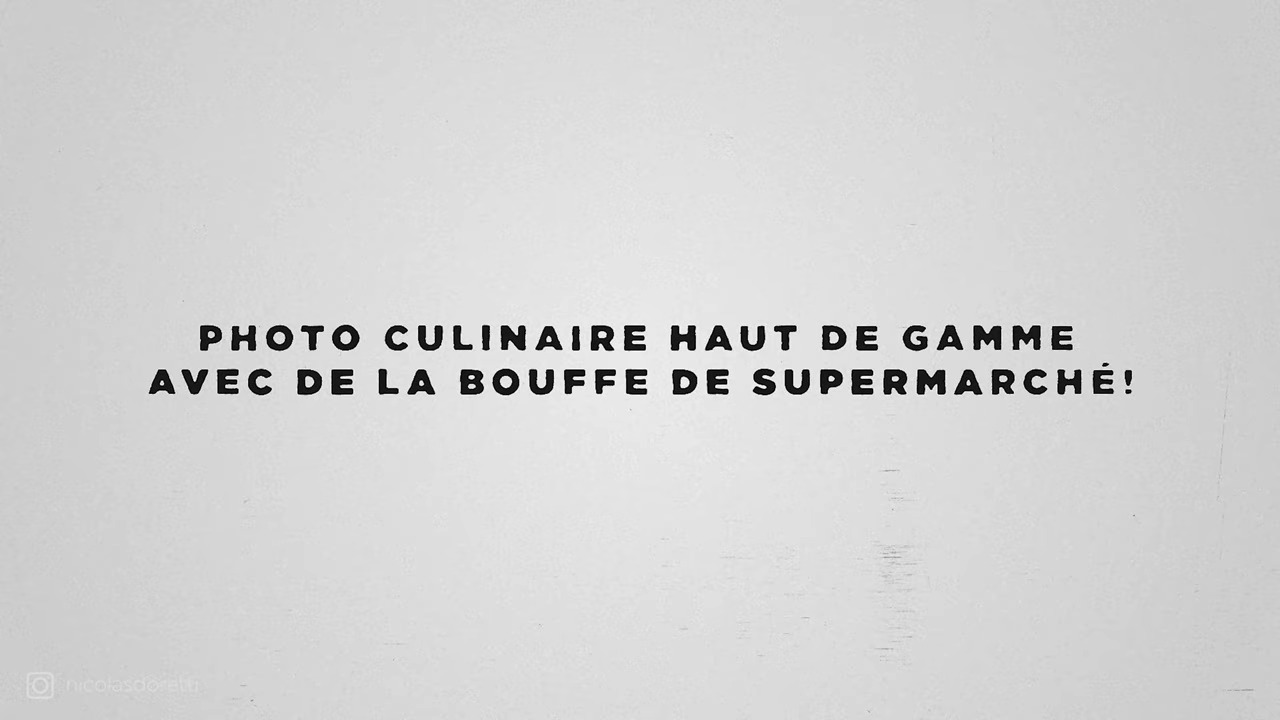 PHOTO CULINAIRE HAUT DE GAMME
AVEC DE LA BOUFFE DE SUPERMARCHÉ!
nicolasdoretti